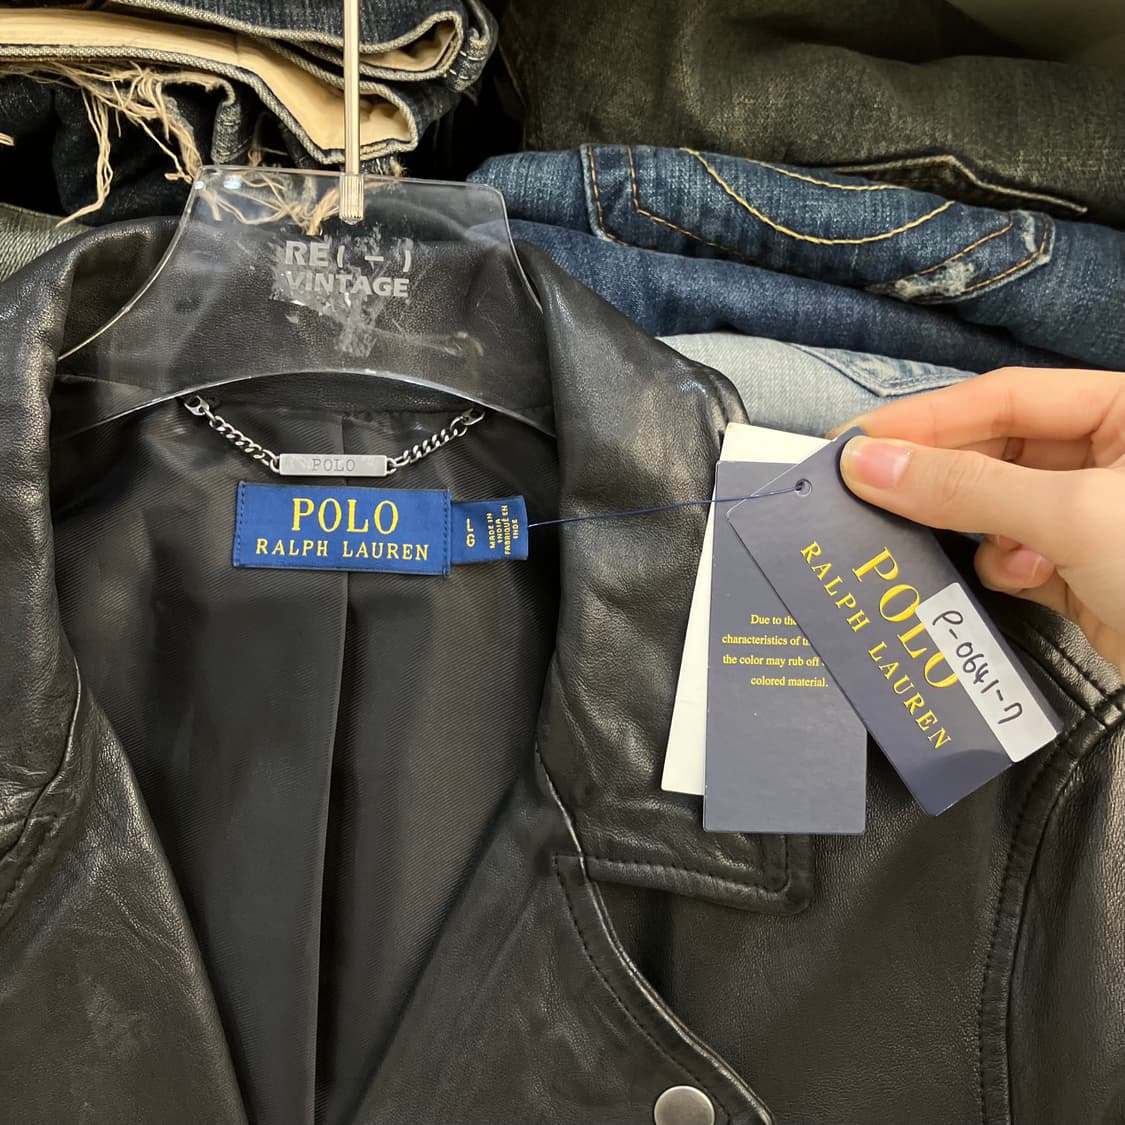 RE( - )
VINTAGE
POLO
POLO
RALPH LAUREN
L
G
MADE IN
INDIA
FABRIQUÉ EN
INDE
Due to the
characteristics of
the color may rub off
colored material.
POLO
RALPH LAUREN
P-0641-7